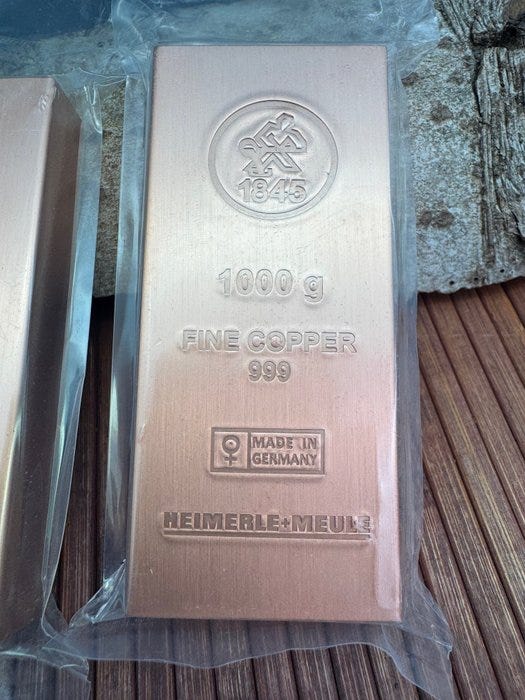 1845
1000 g
FINE COPPER
999
MADE IN
GERMANY
HEIMERLE+MEULE